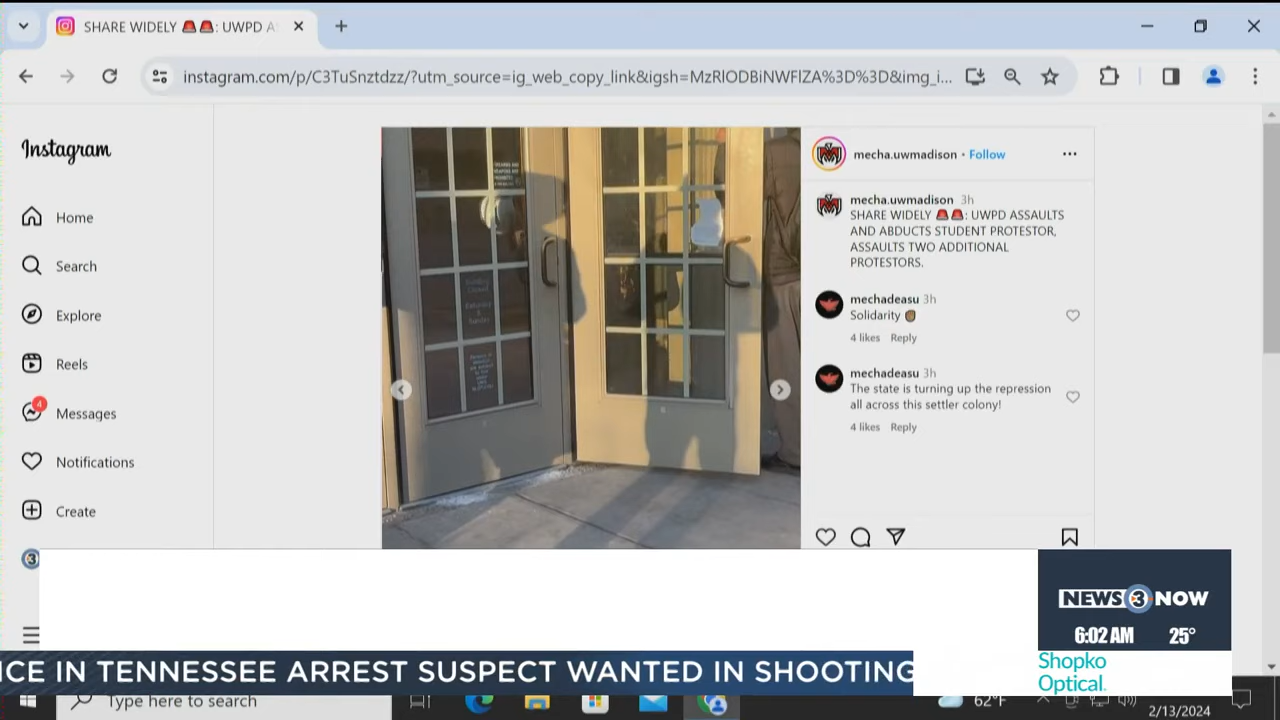 SHARE WIDELY 🚨🚨: UWPD A
instagram.com/p/C3TuSnztdzz/?utm_source=ig_web_copy_link&igsh=MzRlODBiNWFlZA%3D%3D&img_i...
Instagram
Home
Search
Explore
Reels
4
Messages
Notifications
Create
mecha.uwmadison • Follow
mecha.uwmadison 3h
SHARE WIDELY 🚨🚨: UWPD ASSAULTS
AND ABDUCTS STUDENT PROTESTOR,
ASSAULTS TWO ADDITIONAL
PROTESTORS.
mechadeasu 3h
Solidarity ✊🏾
4 likes Reply
mechadeasu 3h
The state is turning up the repression
all across this settler colony!
4 likes Reply
3
NEWS 3 NOW
6:02 AM 25°
ICE IN TENNESSEE ARREST SUSPECT WANTED IN SHOOTING
Shopko
Optical.
Type here to search
62°F
2/13/2024